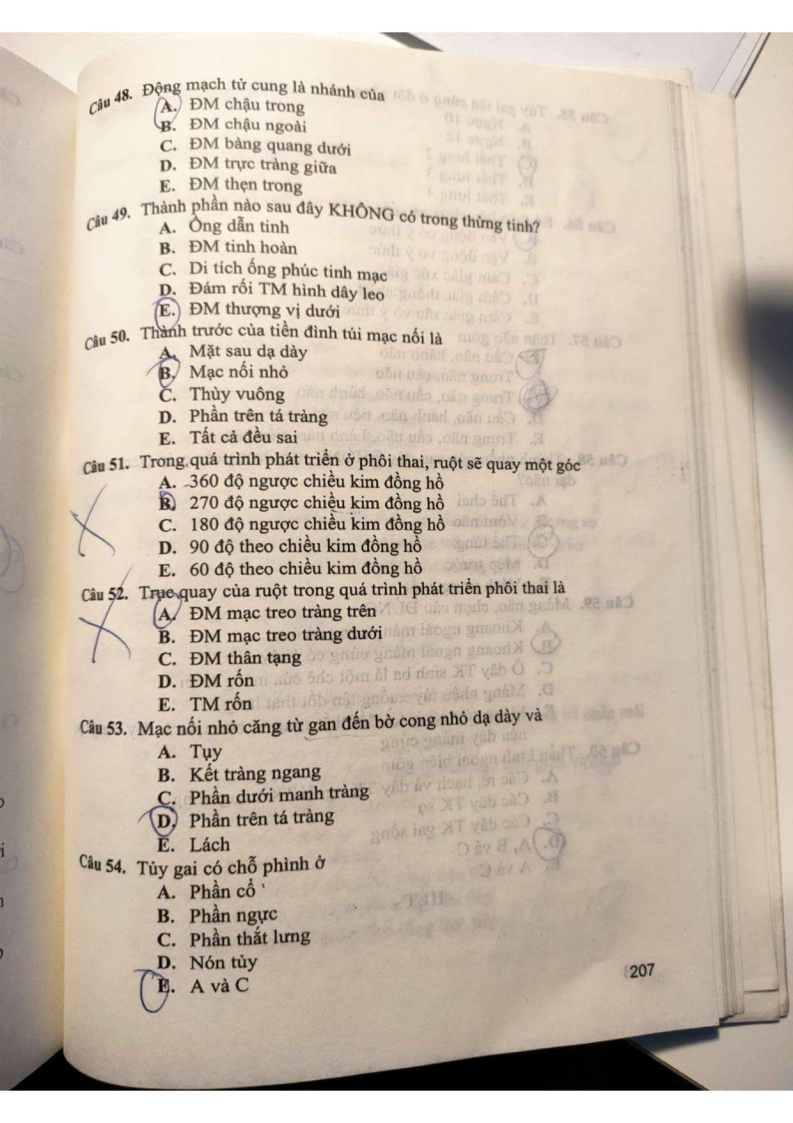 Câu 48. Động mạch tử cung là nhánh của
A. ĐM chậu trong
B. ĐM chậu ngoài
C. ĐM bàng quang dưới
D. ĐM trực tràng giữa
E. ĐM thẹn trong
Câu 49. Thành phần nào sau đây KHÔNG có trong thừng tinh?
A. Ống dẫn tinh
B. ĐM tinh hoàn
C. Di tích ống phúc tinh mạc
D. Đám rối TM hình dây leo
E. ĐM thượng vị dưới
Câu 50. Thành trước của tiền đình túi mạc nối là
A. Mặt sau dạ dày
B. Mạc nối nhỏ
C. Thùy vuông
D. Phần trên tá tràng
E. Tất cả đều sai
Câu 51. Trong quá trình phát triển ở phôi thai, ruột sẽ quay một góc
A. 360 độ ngược chiều kim đồng hồ
B. 270 độ ngược chiều kim đồng hồ
C. 180 độ ngược chiều kim đồng hồ
D. 90 độ theo chiều kim đồng hồ
E. 60 độ theo chiều kim đồng hồ
Câu 52. Trục quay của ruột trong quá trình phát triển phôi thai là
A. ĐM mạc treo tràng trên
B. ĐM mạc treo tràng dưới
C. ĐM thân tạng
D. ĐM rốn
E. TM rốn
Câu 53. Mạc nối nhỏ căng từ gan đến bờ cong nhỏ dạ dày và
A. Tụy
B. Kết tràng ngang
C. Phần dưới manh tràng
D. Phần trên tá tràng
E. Lách
Câu 54. Tủy gai có chỗ phình ở
A. Phần cổ
B. Phần ngực
C. Phần thắt lưng
D. Nón tủy
E. A và C
207